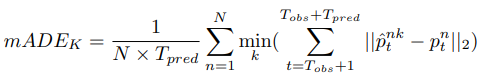 mADE_K = \frac{1}{N \times T_{pred}} \sum_{n=1}^{N} \min_{k} ( \sum_{t=T_{obs}+1}^{T_{obs}+T_{pred}} ||\hat{p}_t^{nk} - p_t^n||_2 )